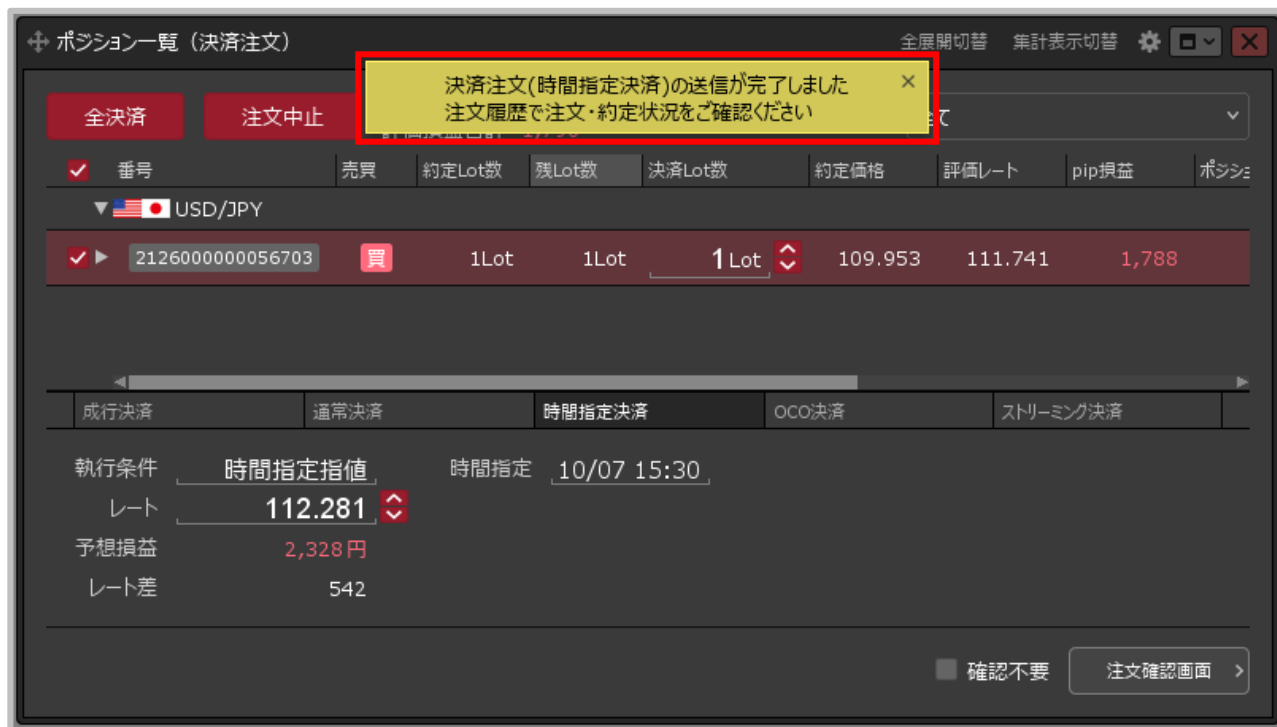 ポジション一覧（決済注文）
全展開切替 集計表示切替
決済注文(時間指定決済)の送信が完了しました ×
注文履歴で注文・約定状況をご確認ください
全決済 注文中止
番号 売買 約定Lot数 残Lot数 決済Lot数 約定価格 評価レート pip損益 ポジショ
USD/JPY
2126000000056703 買 1Lot 1Lot 1 Lot 109.953 111.741 1,788
成行決済 通常決済 時間指定決済 OCO決済 ストリーミング決済
執行条件 時間指定指値 時間指定 10/07 15:30
レート 112.281
予想損益 2,328円
レート差 542
確認不要 注文確認画面